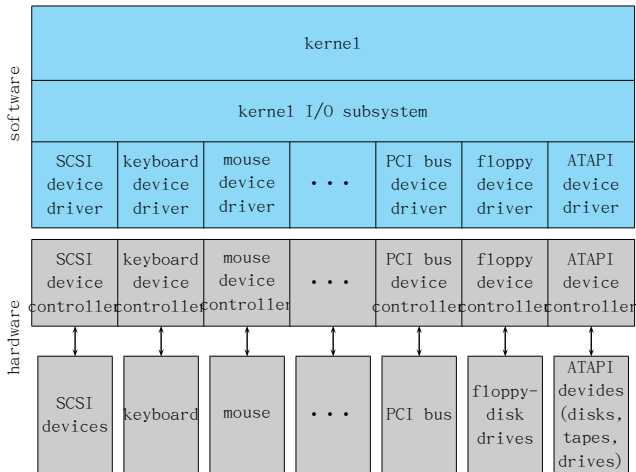 software
kernel
kernel I/O subsystem
SCSI
device
driver
keyboard
device
driver
mouse
device
driver
...
PCI bus
device
driver
floppy
device
driver
ATAPI
device
driver
hardware
SCSI
device
controller
keyboard
device
controller
mouse
device
controller
...
PCI bus
device
controller
floppy
device
controller
ATAPI
device
controller
SCSI
devices
keyboard
mouse
...
PCI bus
floppy-
disk
drives
ATAPI
devides
(disks,
tapes,
drives)